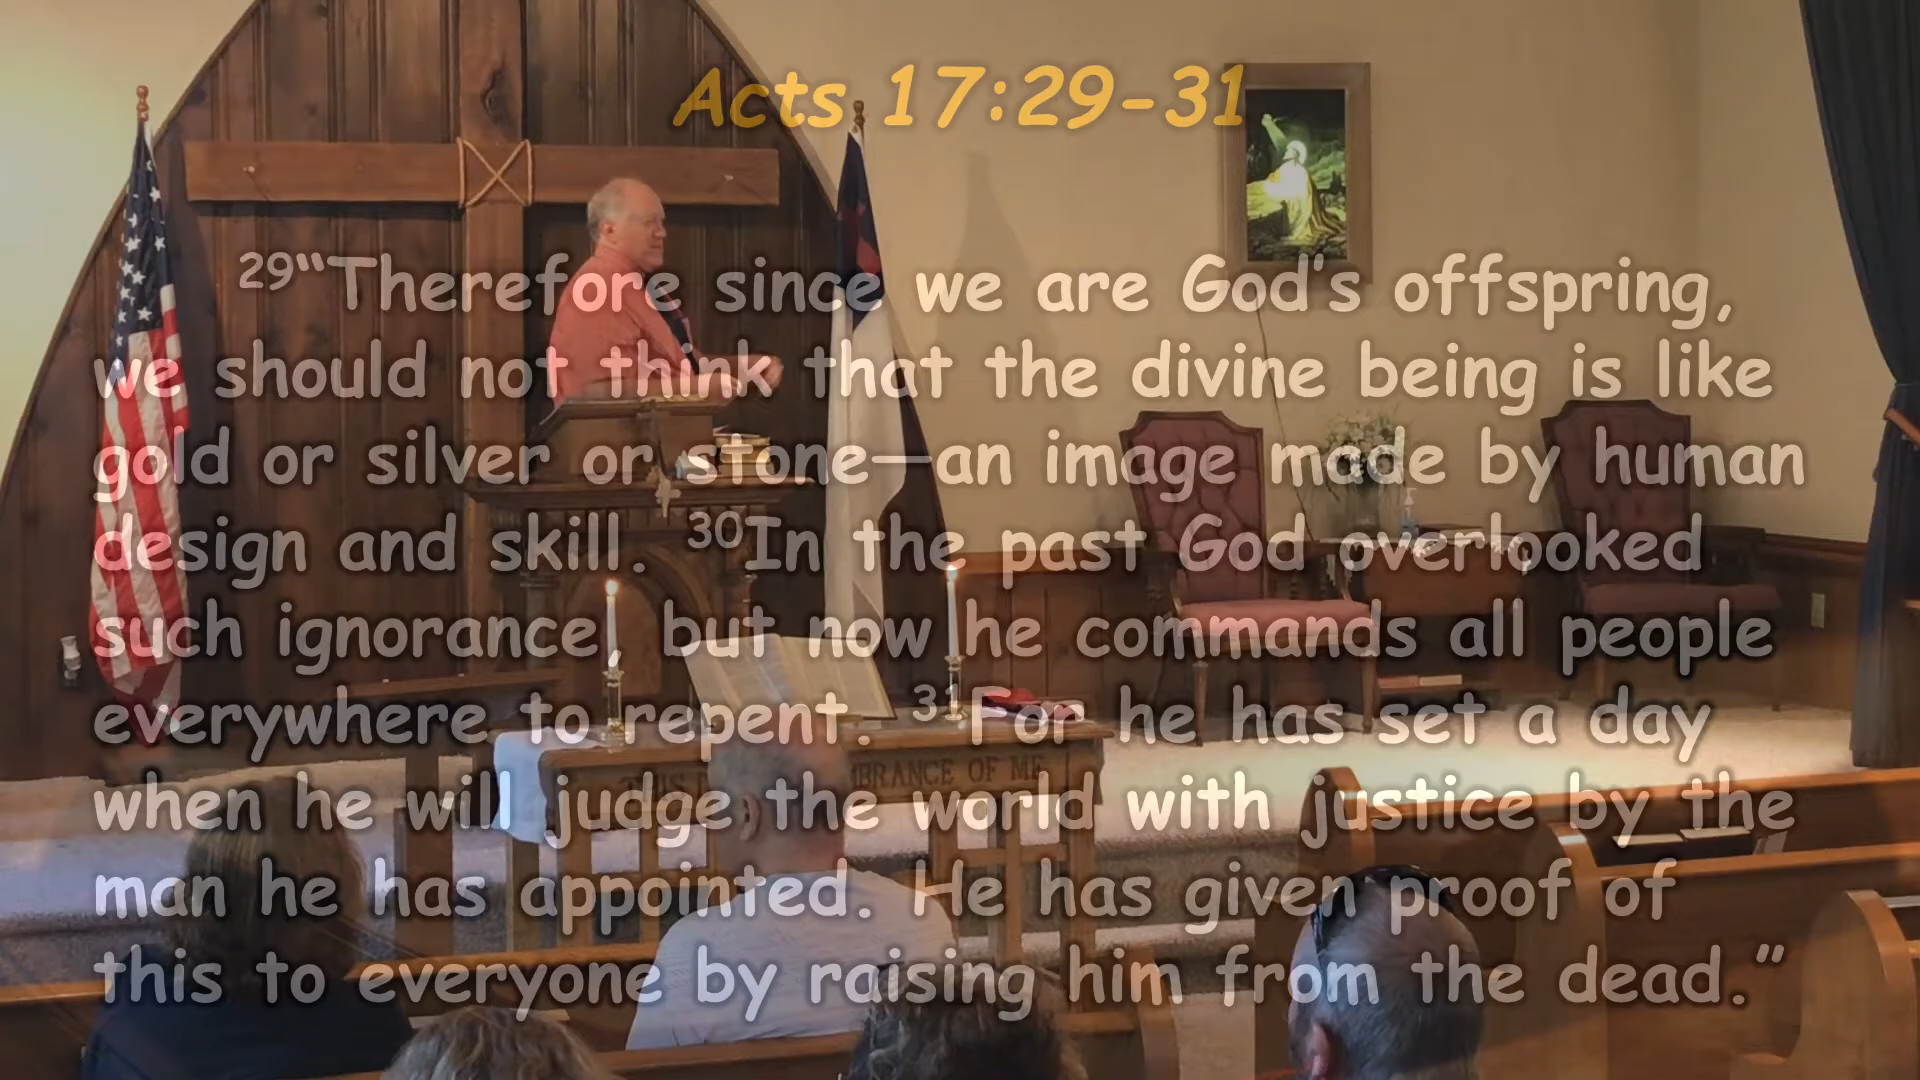 Acts 17:29-31
29“Therefore since we are God's offspring,
we should not think that the divine being is like
gold or silver or stone—an image made by human
design and skill. 30In the past God overlooked
such ignorance, but now he commands all people
everywhere to repent. 31For he has set a day
when he will judge the world with justice by the
man he has appointed. He has given proof of
this to everyone by raising him from the dead.”
THIS BRANCE OF ME